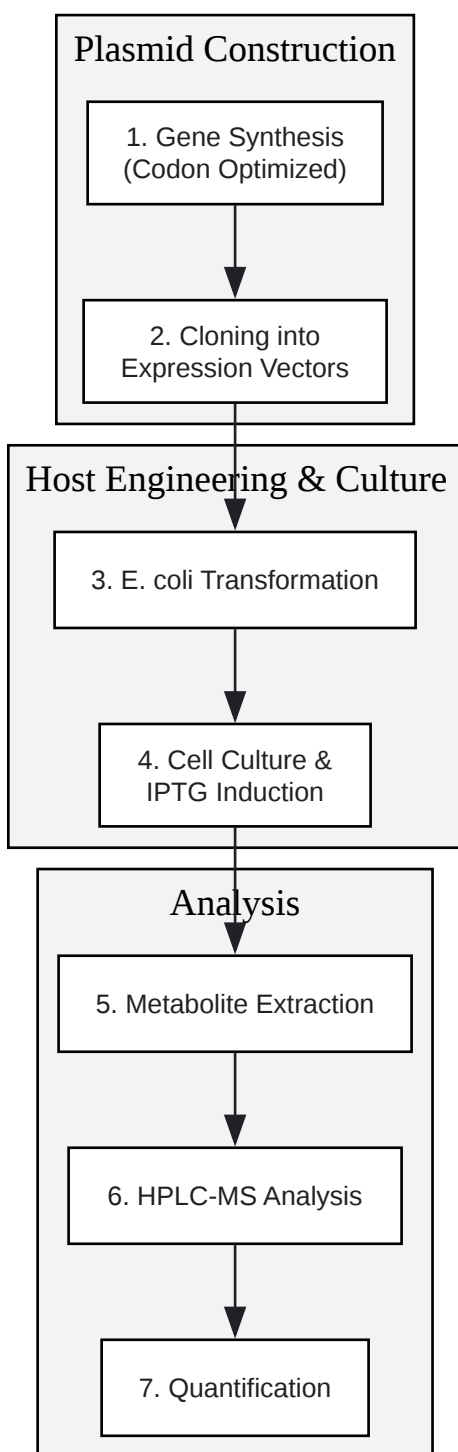 Plasmid Construction
1. Gene Synthesis
(Codon Optimized)
2. Cloning into
Expression Vectors
Host Engineering & Culture
3. E. coli Transformation
4. Cell Culture &
IPTG Induction
Analysis
5. Metabolite Extraction
6. HPLC-MS Analysis
7. Quantification